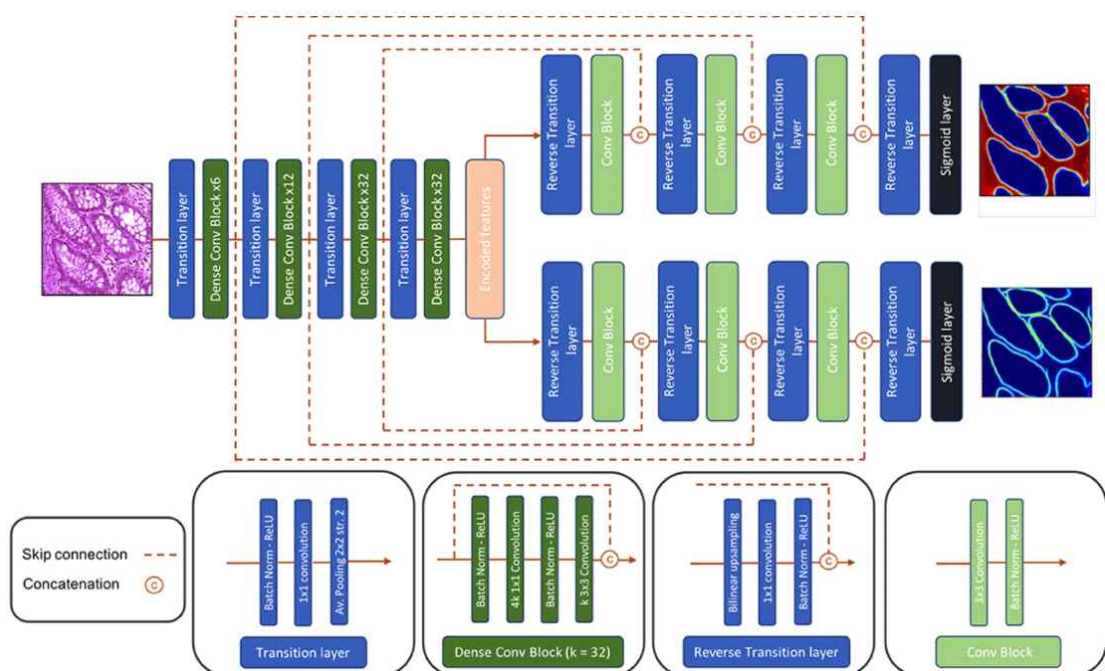 Transition layer
Dense Conv Block x6
Transition layer
Dense Conv Block x12
Transition layer
Dense Conv Block x32
Transition layer
Dense Conv Block x32
Encoded features
Reverse Transition
layer
Conv Block
C
Reverse Transition
layer
Conv Block
C
Reverse Transition
layer
Conv Block
C
Reverse Transition
layer
Sigmoid layer
Reverse Transition
layer
Conv Block
C
Reverse Transition
layer
Conv Block
C
Reverse Transition
layer
Conv Block
C
Reverse Transition
layer
Sigmoid layer
Skip connection
Concatenation
C
Batch Norm - ReLU
1x1 convolution
Av. Pooling 2x2 str. 2
Transition layer
Batch Norm - ReLU
4k 1x1 Convolution
Batch Norm - ReLU
k 3x3 Convolution
C
Dense Conv Block (k = 32)
Bilinear upsampling
1x1 convolution
Batch Norm - ReLU
C
Reverse Transition layer
3x1 Convolution
Batch Norm - ReLU
Conv Block